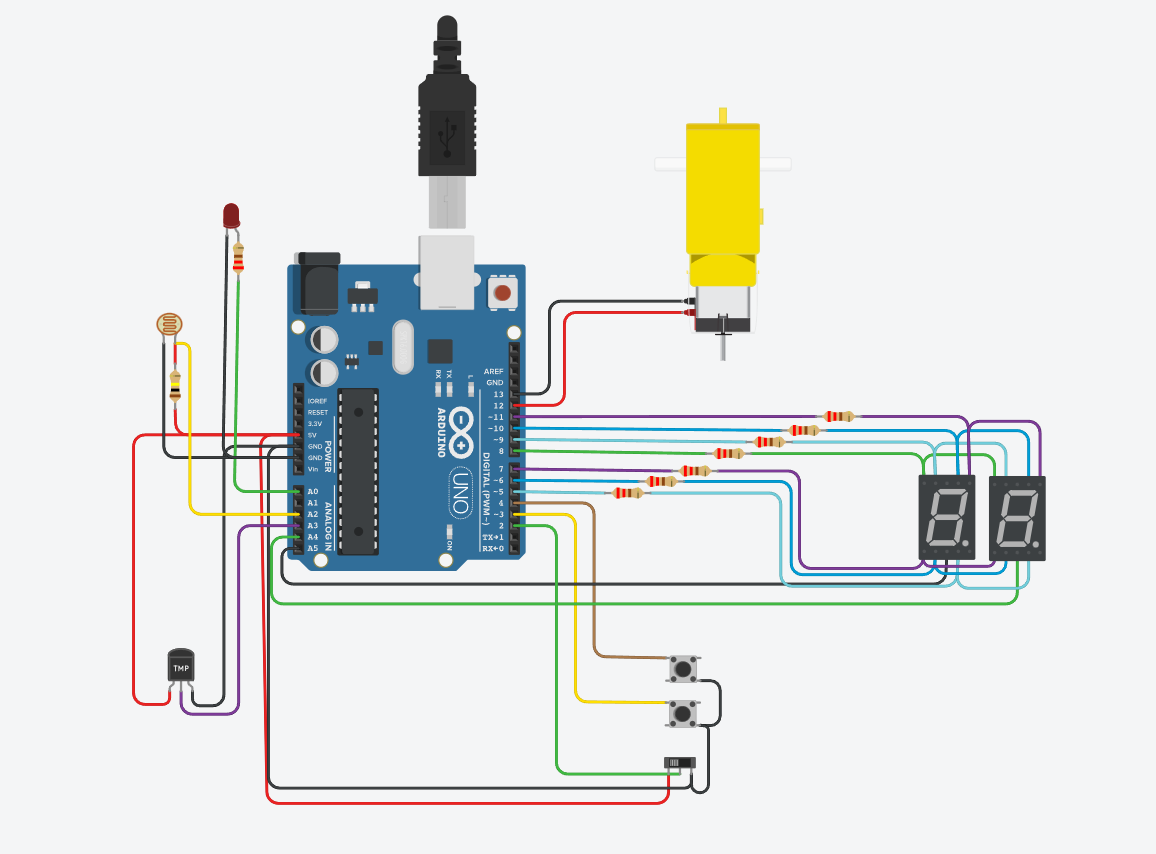 AREF
GND
RX
TX
L
13
12
~11
IOREF
~10
RESET
~9
3.3V
8
5V
GND
GND
7
Vin
~6
~5
A0
4
A1
~3
A2
2
A3
TX→1
A4
RX←0
A5
POWER
ANALOG IN
ARDUINO
UNO
DIGITAL (PWM~)
ON
TMP